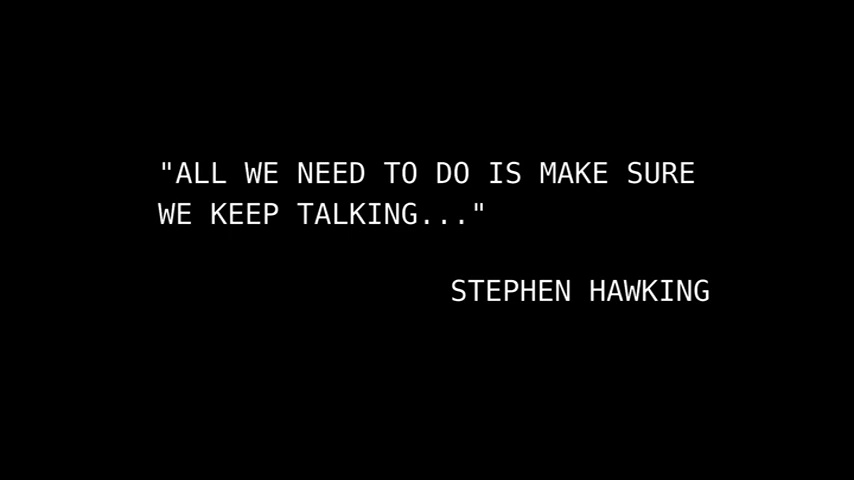 "ALL WE NEED TO DO IS MAKE SURE
WE KEEP TALKING..."
STEPHEN HAWKING